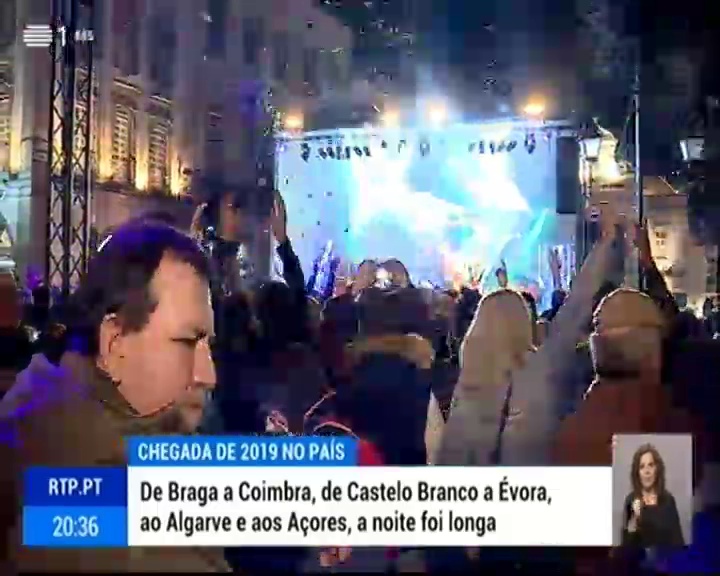 1
CHEGADA DE 2019 NO PAÍS
RTP.PT
De Braga a Coimbra, de Castelo Branco a Évora,
20:36
ao Algarve e aos Açores, a noite foi longa